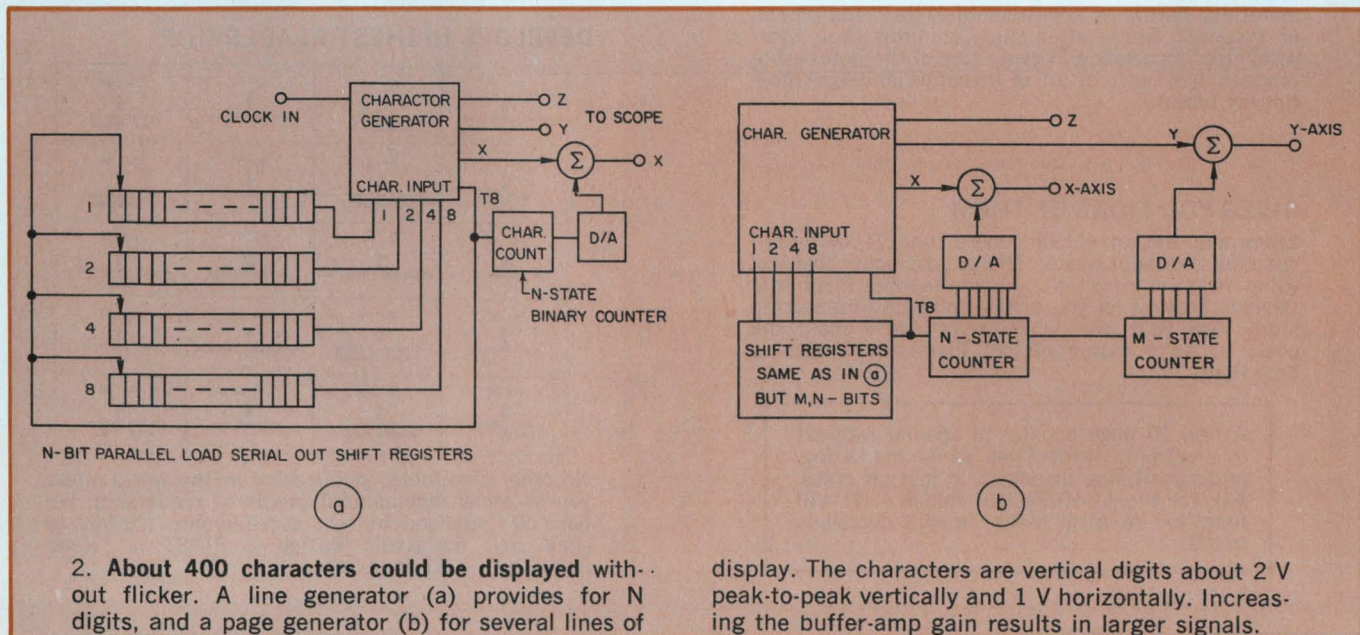 CLOCK IN
CHARACTOR
GENERATOR
Z
Y
TO SCOPE
X
Σ
X
CHAR. INPUT
1 2 4 8
T8
CHAR.
COUNT
D/A
N-STATE
BINARY COUNTER
1
2
4
8
N-BIT PARALLEL LOAD SERIAL OUT SHIFT REGISTERS
a
CHAR. GENERATOR
Z
Y
Σ
Y-AXIS
X
Σ
X-AXIS
CHAR. INPUT
1 2 4 8
D/A
D/A
T8
SHIFT REGISTERS
SAME AS IN a
BUT M,N-BITS
N-STATE
COUNTER
M-STATE
COUNTER
b
2. About 400 characters could be displayed with-
out flicker. A line generator (a) provides for N
digits, and a page generator (b) for several lines of
display. The characters are vertical digits about 2 V
peak-to-peak vertically and 1 V horizontally. Increas-
ing the buffer-amp gain results in larger signals.